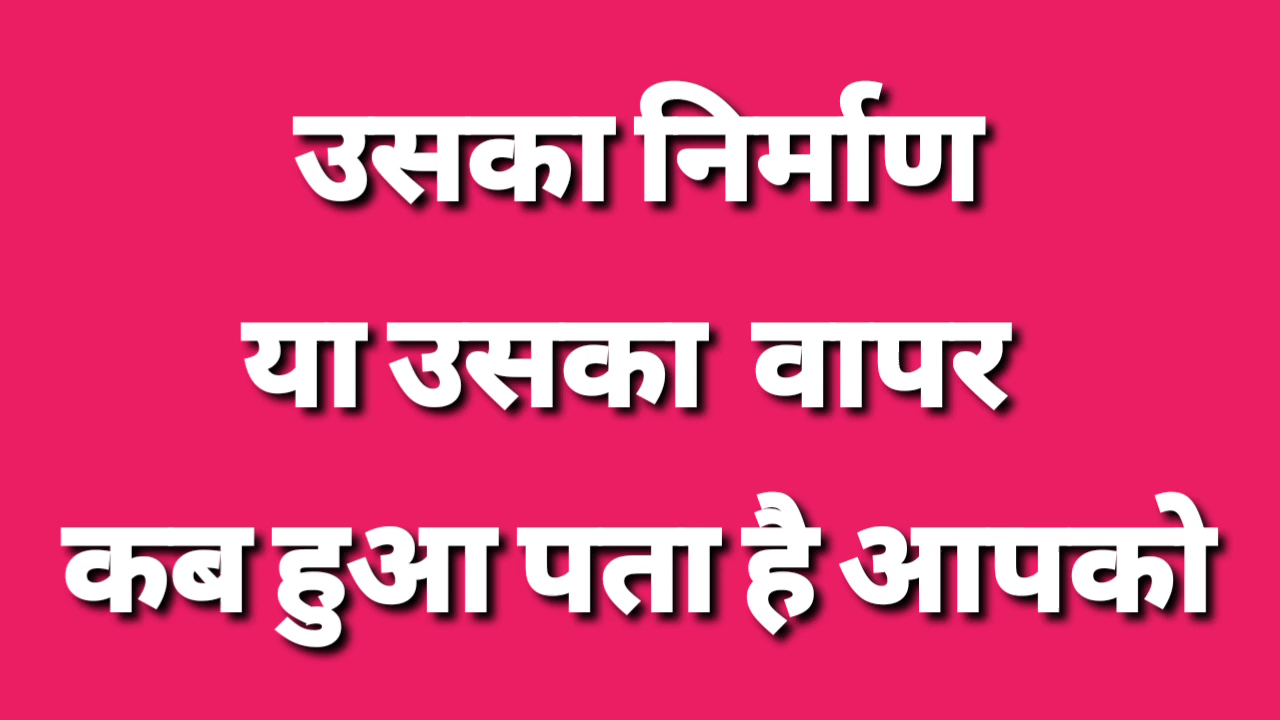 उसका निर्माण
या उसका वापर
कब हुआ पता है आपको